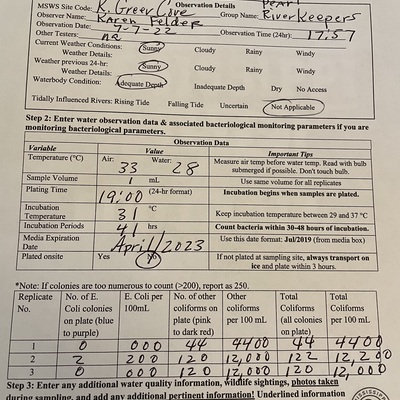 Observation Details
MSWS Site Code: K. Greer Cove Pearl
Observer Name: Karen Felder Group Name: RiverKeepers
Observation Date: 7-7-22 Observation Time (24hr): 17:57
Other Testers: na
Current Weather Conditions: Sunny Cloudy Rainy Windy
Weather Details:
Weather previous 24-hour: Sunny Cloudy Rainy Windy
Weather Details:
Waterbody Condition: Adequate Depth Inadequate Depth Dry No Access
Tidally Influenced Rivers: Rising Tide Falling Tide Uncertain Not Applicable
Step 2: Enter water observation data & associated bacteriological monitoring parameters if you are
monitoring bacteriological parameters.
Observation Data
Variable Value Important Tips
Temperature (°C) Air: 33 Water: 28 Measure air temp before water temp. Read with bulb
submerged if possible. Don't touch bulb.
Sample Volume 1 mL Use same volume for all replicates
Plating Time 19:00 (24-hr format) Incubation begins when samples are plated.
Incubation
Temperature 31 °C Keep incubation temperature between 29 and 37 °C
Incubation Periods 41 hrs Count bacteria within 30-48 hours of incubation.
Media Expiration
Date April/2023 Use this date format: Jul/2019 (from media box)
Plated onsite Yes No If not plated at sampling site, always transport on
ice and plate within 3 hours.
*Note: If colonies are too numerous to count (>200), report as 250.
Replicate
No. No. of E.
Coli colonies
on plate (blue
to purple) E. Coli per
100mL No. of other
coliforms on
plate (pink
to dark red) Other
coliforms
per 100 mL Total
Coliforms
(all colonies
on plate) Total
Coliforms
per 100 mL
1 0 000 44 4400 44 4400
2 2 200 120 12,000 122 12,200
3 0 000 120 12,000 120 12,000
Step 3: Enter any additional water quality information, wildlife sightings, photos taken
during sampling, and add any additional pertinent information! Underlined information